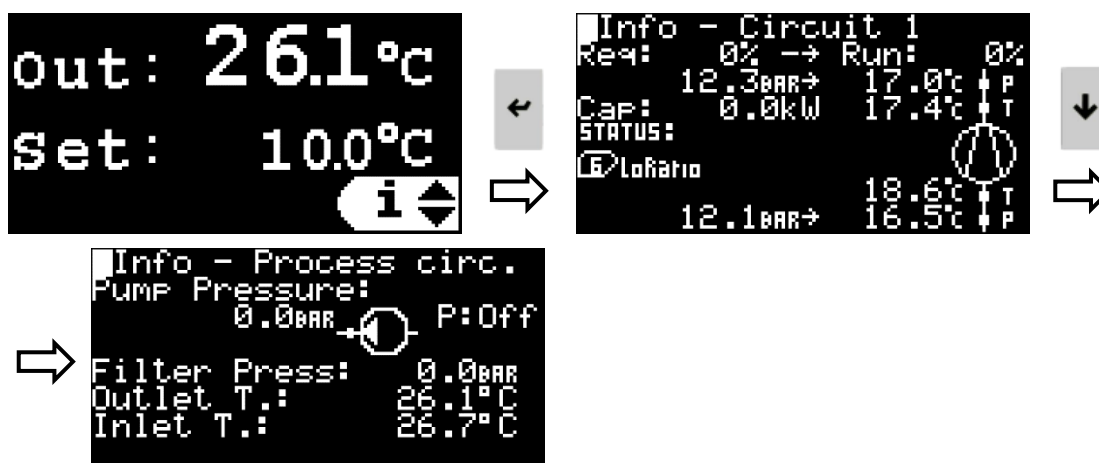 Out: 26.1°C
Set: 10.0°C
i
Info - Circuit 1
Req: 0% → Run: 0%
12.3BAR→ 17.0°C P
Cap: 0.0kW 17.4°C T
STATUS:
LoRatio
18.6°C T
12.1BAR→ 16.5°C P
Info - Process circ.
Pump Pressure:
0.0BAR P:Off
Filter Press: 0.0BAR
Outlet T.: 26.1°C
Inlet T.: 26.7°C